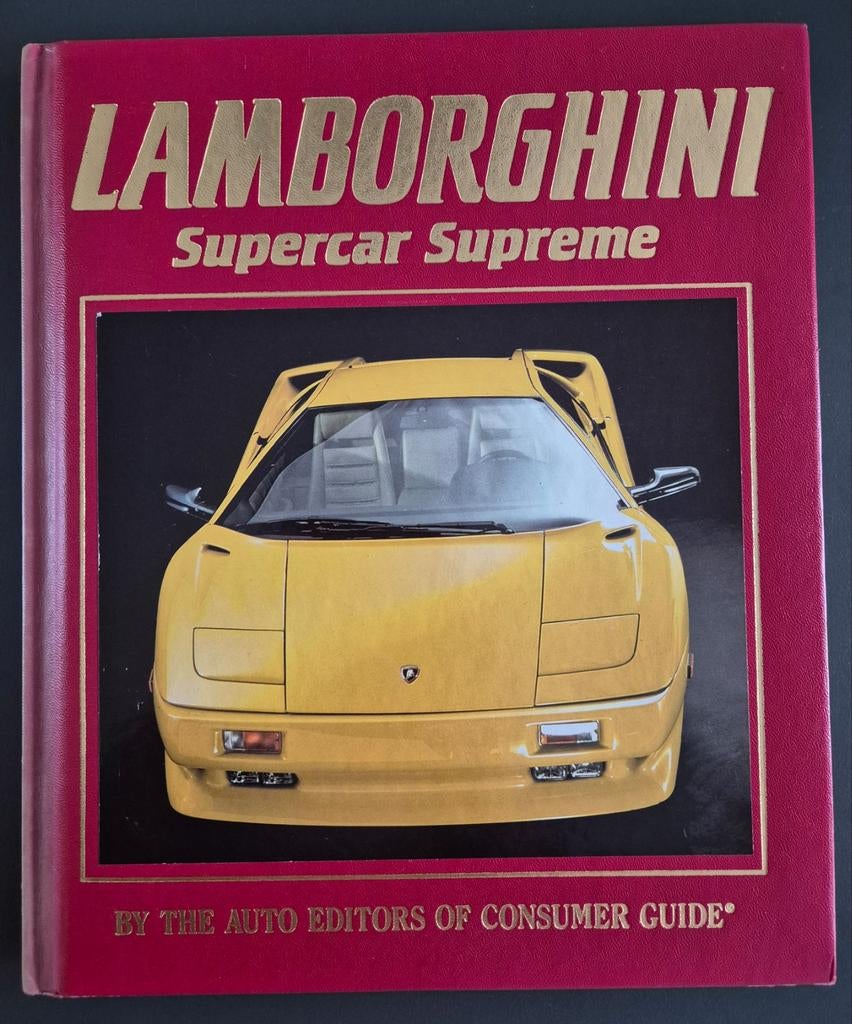 LAMBORGHINI
Supercar Supreme
BY THE AUTO EDITORS OF CONSUMER GUIDE®